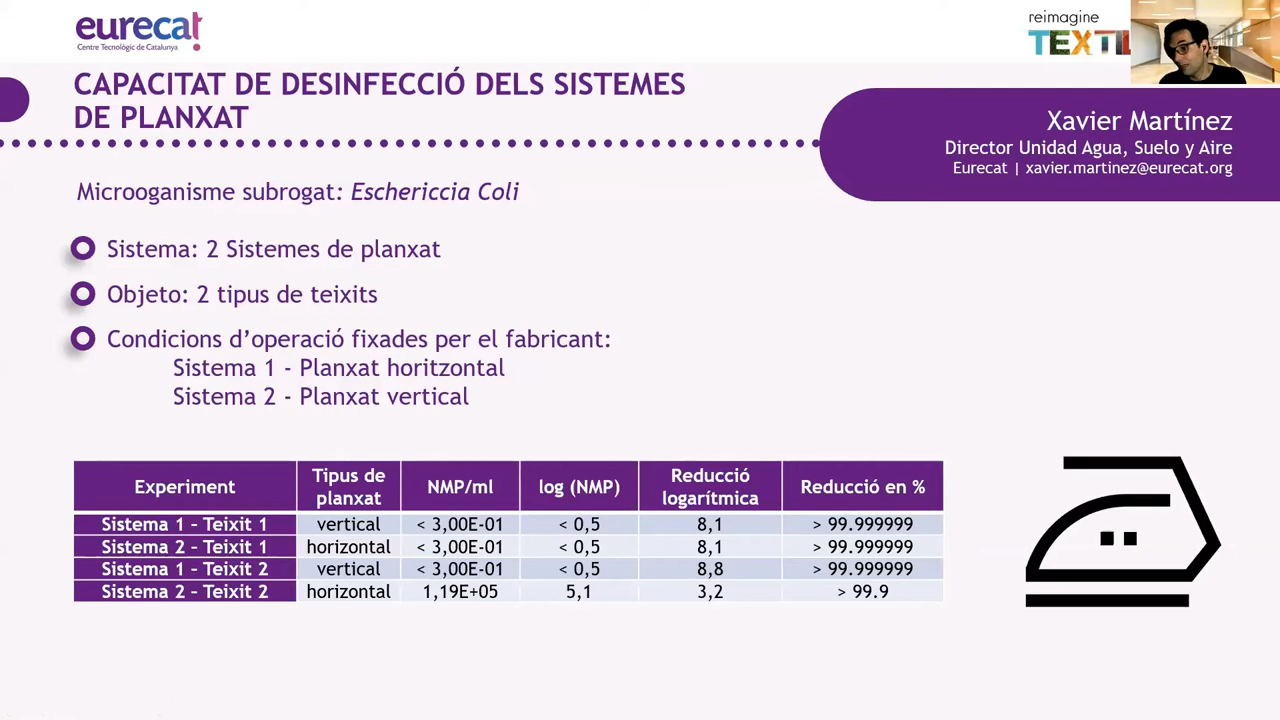 eurecat
Centre Tecnològic de Catalunya
reimagine
TEXTIL
CAPACITAT DE DESINFECCIÓ DELS SISTEMES
DE PLANXAT
Xavier Martínez
Director Unidad Agua, Suelo y Aire
Eurecat | xavier.martinez@eurecat.org
Microoganisme subrogat: Eschericcia Coli
Sistema: 2 Sistemes de planxat
Objeto: 2 tipus de teixits
Condicions d’operació fixades per el fabricant:
Sistema 1 - Planxat horitzontal
Sistema 2 - Planxat vertical
Experiment Tipus de planxat NMP/ml log (NMP) Reducció logarítmica Reducció en %
Sistema 1 – Teixit 1 vertical < 3,00E-01 < 0,5 8,1 > 99.999999
Sistema 2 – Teixit 1 horizontal < 3,00E-01 < 0,5 8,1 > 99.999999
Sistema 1 – Teixit 2 vertical < 3,00E-01 < 0,5 8,8 > 99.999999
Sistema 2 – Teixit 2 horizontal 1,19E+05 5,1 3,2 > 99.9